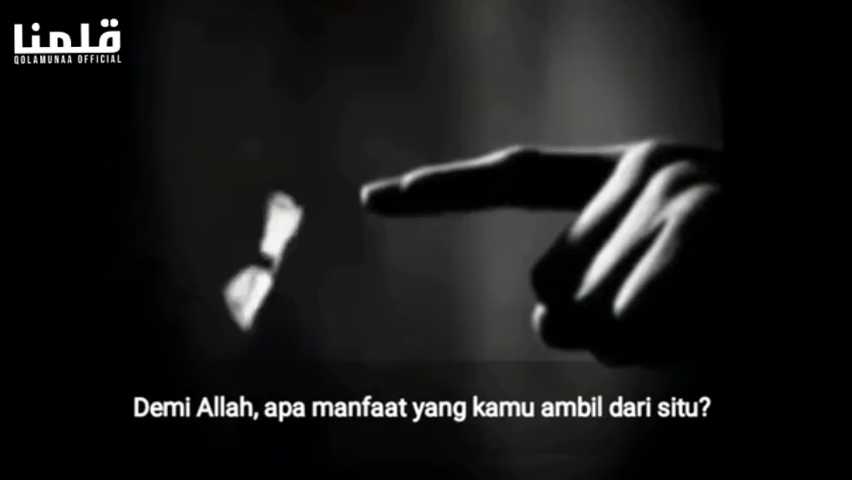 قلمنا
QOLAMUNAA OFFICIAL
Demi Allah, apa manfaat yang kamu ambil dari situ?